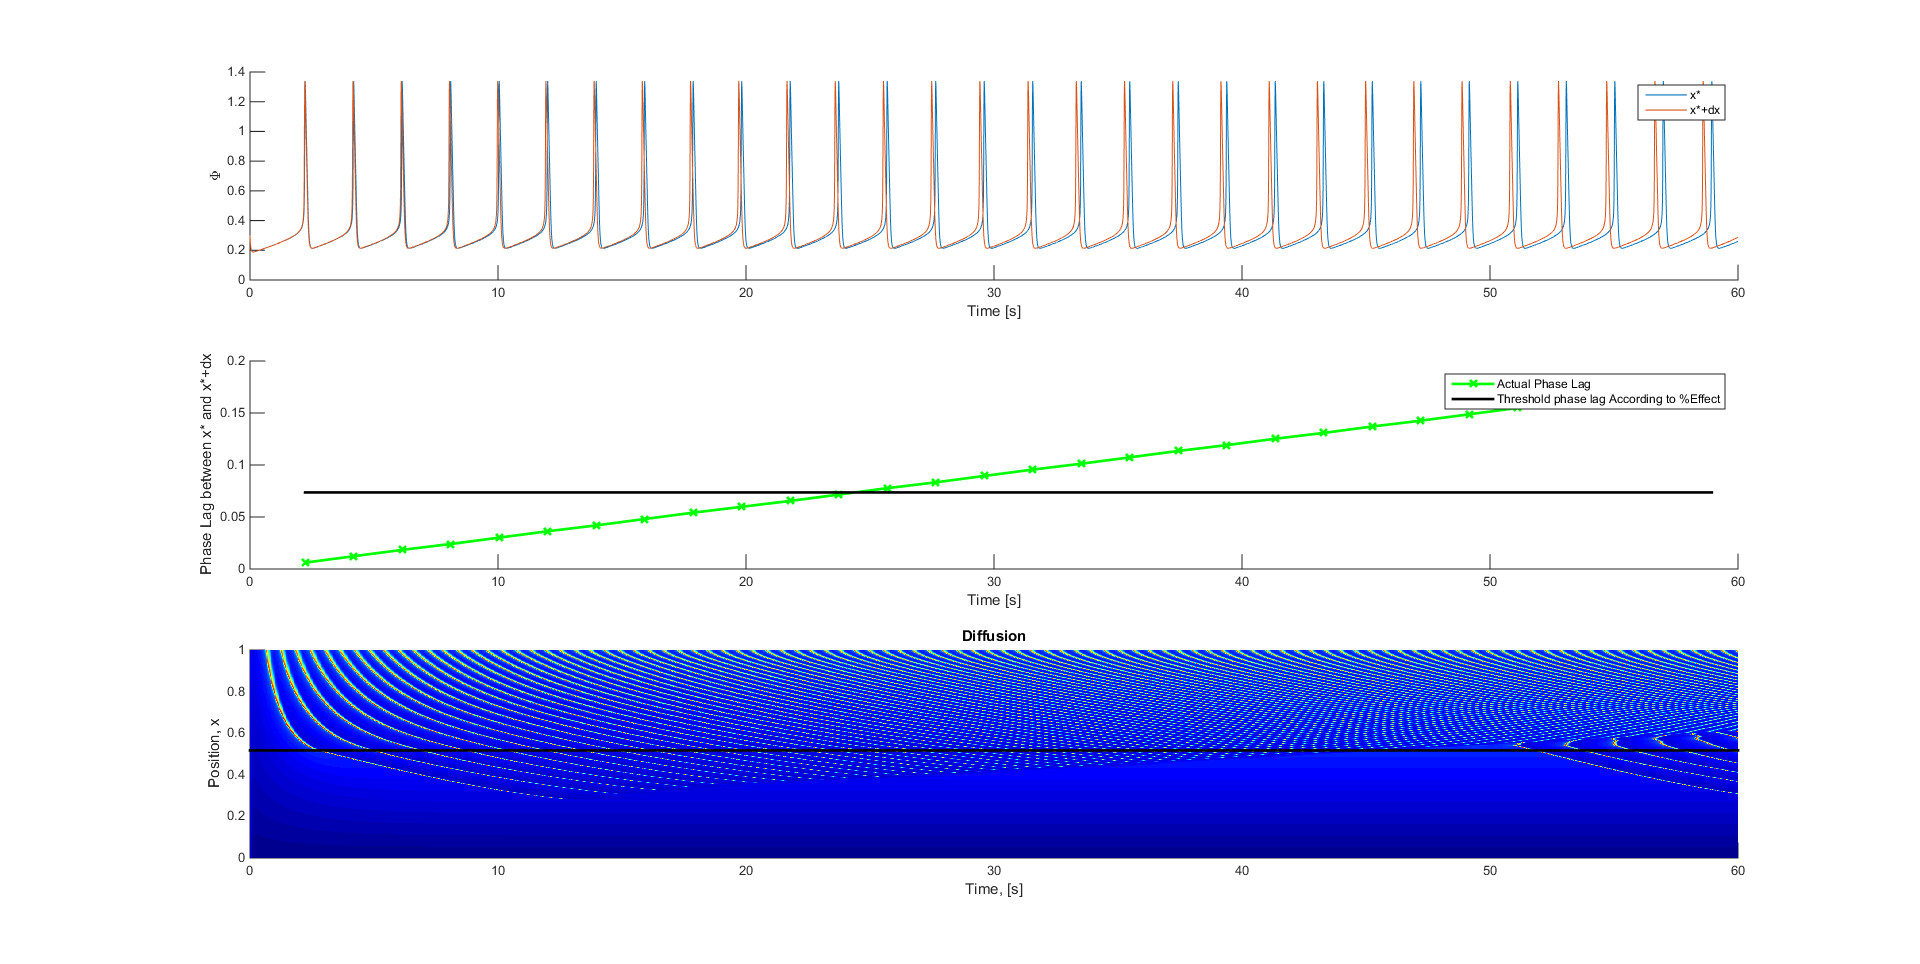 1.4
1.2
1
0.8
0.6
0.4
0.2
0
Φ
x*
x*+dx
0 10 20 30 40 50 60
Time [s]
0.2
0.15
0.1
0.05
0
Phase Lag between x* and x*+dx
Actual Phase Lag
Threshold phase lag According to %Effect
0 10 20 30 40 50 60
Time [s]
Diffusion
1
0.8
0.6
0.4
0.2
0
Position, x
0 10 20 30 40 50 60
Time, [s]